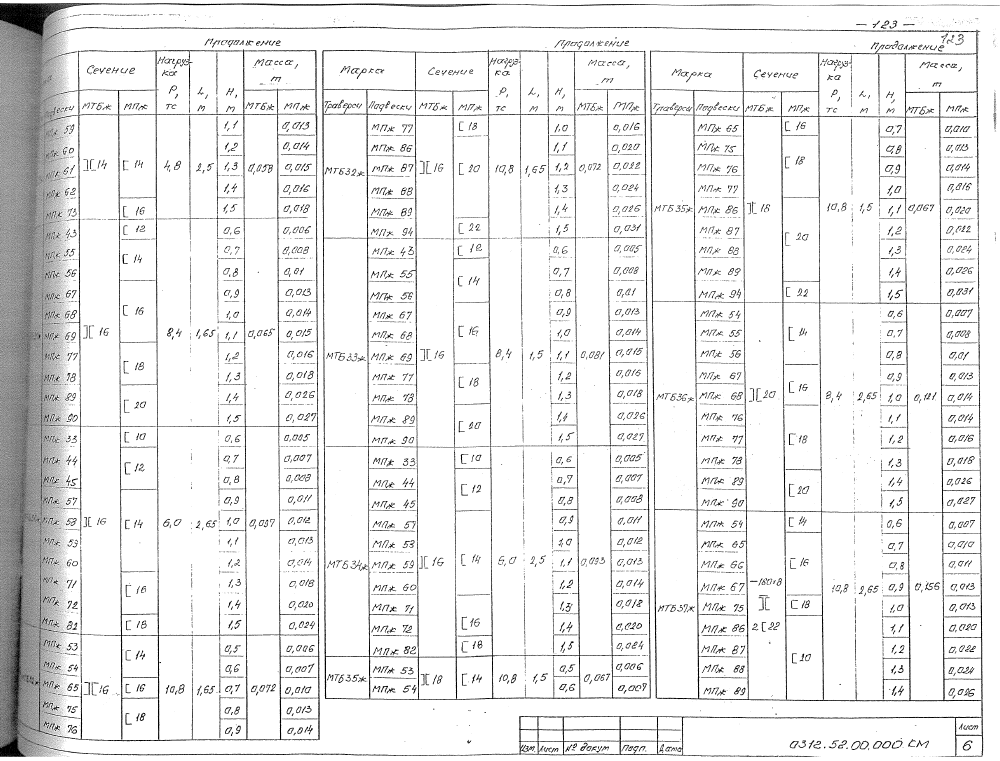 — 123 —
123
Продолжение Продолжение Продолжение
Сечение Нагруз-ка Р, тс L, м Н, м Масса, т
Подвески МТБж МПж МТБж МПж
МПж 59 ][ 14 [ 14 4,8 2,5 1,1 0,058 0,013
МПж 60 1,2 0,014
МПж 61 1,3 0,015
МПж 62 1,4 0,016
МПж 73 [ 16 1,5 0,018
МПж 43 ][ 16 [ 12 8,4 1,65 0,6 0,065 0,006
МПж 55 [ 14 0,7 0,008
МПж 56 0,8 0,01
МПж 67 [ 16 0,9 0,013
МПж 68 1,0 0,014
МПж 69 1,1 0,015
МПж 77 [ 18 1,2 0,016
МПж 78 1,3 0,018
МПж 89 [ 20 1,4 0,026
МПж 90 1,5 0,027
МПж 33 ][ 16 [ 10 6,0 2,65 0,6 0,097 0,005
МПж 44 [ 12 0,7 0,007
МПж 45 0,8 0,008
МПж 57 [ 14 0,9 0,011
МПж 58 1,0 0,012
МПж 59 1,1 0,013
МПж 60 1,2 0,014
МПж 71 [ 16 1,3 0,018
МПж 72 1,4 0,020
МПж 82 [ 18 1,5 0,024
МПж 53 ][ 16 [ 14 10,8 1,65 0,5 0,072 0,006
МПж 54 0,6 0,007
МПж 65 [ 16 0,7 0,010
МПж 75 [ 18 0,8 0,013
МПж 76 0,9 0,014
Марка Сечение Нагруз-ка Р, тс L, м Н, м Масса, т
Траверсы Подвески МТБж МПж МТБж МПж
МТБ32ж МПж 77 ][ 16 [ 18 10,8 1,65 1,0 0,072 0,016
МПж 86 [ 20 1,1 0,020
МПж 87 1,2 0,022
МПж 88 1,3 0,024
МПж 89 1,4 0,026
МПж 94 [ 22 1,5 0,031
МТБ33ж МПж 43 ][ 16 [ 12 8,4 1,5 0,6 0,081 0,005
МПж 55 [ 14 0,7 0,008
МПж 56 0,8 0,01
МПж 67 [ 16 0,9 0,013
МПж 68 1,0 0,014
МПж 69 1,1 0,015
МПж 77 [ 18 1,2 0,016
МПж 78 1,3 0,018
МПж 89 [ 20 1,4 0,026
МПж 90 1,5 0,027
МТБ34ж МПж 33 ][ 16 [ 10 6,0 2,5 0,6 0,093 0,005
МПж 44 [ 12 0,7 0,007
МПж 45 0,8 0,008
МПж 57 [ 14 0,9 0,011
МПж 58 1,0 0,012
МПж 59 1,1 0,013
МПж 60 1,2 0,014
МПж 71 [ 16 1,3 0,018
МПж 72 1,4 0,020
МПж 82 [ 18 1,5 0,024
МТБ35ж МПж 53 ][ 18 [ 14 10,8 1,5 0,5 0,067 0,006
МПж 54 0,6 0,007
Марка Сечение Нагруз-ка Р, тс L, м Н, м Масса, т
Траверсы Подвески МТБж МПж МТБж МПж
МТБ35ж МПж 65 ][ 18 [ 16 10,8 1,5 0,7 0,067 0,010
МПж 75 [ 18 0,8 0,013
МПж 76 0,9 0,014
МПж 77 1,0 0,016
МПж 86 [ 20 1,1 0,020
МПж 87 1,2 0,022
МПж 88 1,3 0,024
МПж 89 1,4 0,026
МПж 94 [ 22 1,5 0,031
МТБ36ж МПж 54 ][ 20 [ 14 8,4 2,65 0,6 0,121 0,007
МПж 55 0,7 0,008
МПж 56 0,8 0,01
МПж 67 [ 16 0,9 0,013
МПж 68 1,0 0,014
МПж 76 [ 18 1,1 0,014
МПж 77 1,2 0,016
МПж 78 1,3 0,018
МПж 89 [ 20 1,4 0,026
МПж 90 1,5 0,027
МТБ37ж МПж 54 –180×8 ][ 2[22 [ 14 10,8 2,65 0,6 0,156 0,007
МПж 65 [ 16 0,7 0,010
МПж 66 0,8 0,011
МПж 67 0,9 0,013
МПж 75 [ 18 1,0 0,013
МПж 86 [ 20 1,1 0,020
МПж 87 1,2 0,022
МПж 88 1,3 0,024
МПж 89 1,4 0,026
Изм. Лист № докум Подп. Дата
0312.52.00.000.СМ
Лист
6